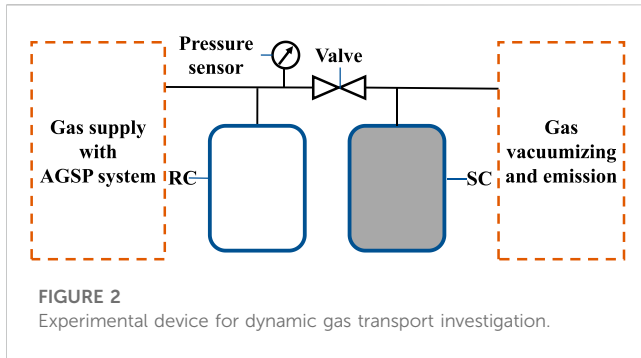 Pressure
sensor
Valve
Gas supply
with
AGSP system
RC
SC
Gas
vacuumizing
and emission
FIGURE 2
Experimental device for dynamic gas transport investigation.